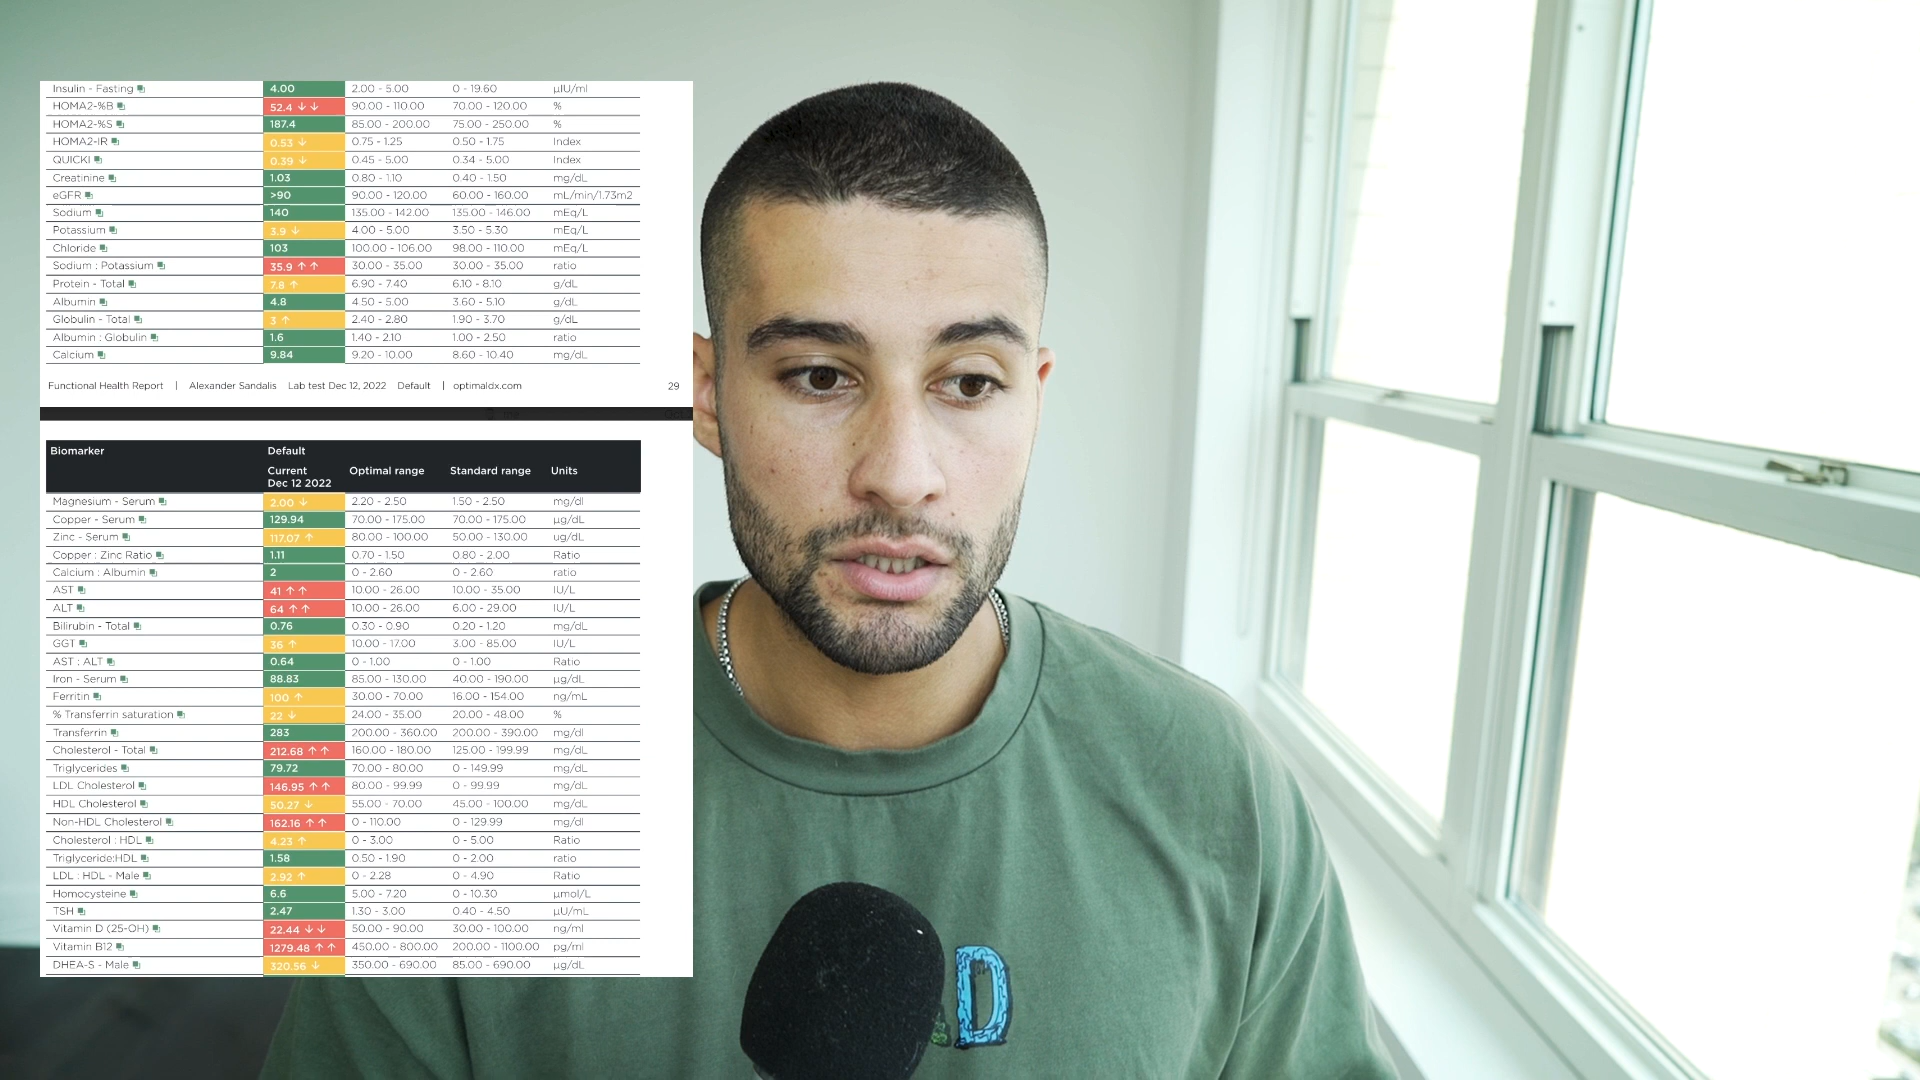 Insulin - Fasting 4.00 2.00 - 5.00 0 - 19.60 µIU/ml
HOMA2-%B 52.4 ↓ ↓ 90.00 - 110.00 70.00 - 120.00 %
HOMA2-%S 187.4 85.00 - 200.00 75.00 - 250.00 %
HOMA2-IR 0.53 ↓ 0.75 - 1.25 0.50 - 1.75 Index
QUICKI 0.39 ↓ 0.45 - 5.00 0.34 - 5.00 Index
Creatinine 1.03 0.80 - 1.10 0.40 - 1.50 mg/dL
eGFR >90 90.00 - 120.00 60.00 - 160.00 mL/min/1.73m2
Sodium 140 135.00 - 142.00 135.00 - 146.00 mEq/L
Potassium 3.9 ↓ 4.00 - 5.00 3.50 - 5.30 mEq/L
Chloride 103 100.00 - 106.00 98.00 - 110.00 mEq/L
Sodium : Potassium 35.9 ↑ ↑ 30.00 - 35.00 30.00 - 35.00 ratio
Protein - Total 7.8 ↑ 6.90 - 7.40 6.10 - 8.10 g/dL
Albumin 4.8 4.50 - 5.00 3.60 - 5.10 g/dL
Globulin - Total 3 ↑ 2.40 - 2.80 1.90 - 3.70 g/dL
Albumin : Globulin 1.6 1.40 - 2.10 1.00 - 2.50 ratio
Calcium 9.84 9.20 - 10.00 8.60 - 10.40 mg/dL
Functional Health Report | Alexander Sandalis Lab test Dec 12, 2022 Default | optimaldx.com 29
Biomarker Default
Current Optimal range Standard range Units
Dec 12 2022
Magnesium - Serum 2.00 ↓ 2.20 - 2.50 1.50 - 2.50 mg/dl
Copper - Serum 129.94 70.00 - 175.00 70.00 - 175.00 µg/dL
Zinc - Serum 117.07 ↑ 80.00 - 100.00 50.00 - 130.00 ug/dL
Copper : Zinc Ratio 1.11 0.70 - 1.50 0.80 - 2.00 Ratio
Calcium : Albumin 2 0 - 2.60 0 - 2.60 ratio
AST 41 ↑ ↑ 10.00 - 26.00 10.00 - 35.00 IU/L
ALT 64 ↑ ↑ 10.00 - 26.00 6.00 - 29.00 IU/L
Bilirubin - Total 0.76 0.30 - 0.90 0.20 - 1.20 mg/dL
GGT 36 ↑ 10.00 - 17.00 3.00 - 85.00 IU/L
AST : ALT 0.64 0 - 1.00 0 - 1.00 Ratio
Iron - Serum 88.83 85.00 - 130.00 40.00 - 190.00 µg/dL
Ferritin 100 ↑ 30.00 - 70.00 16.00 - 154.00 ng/mL
% Transferrin saturation 22 ↓ 24.00 - 35.00 20.00 - 48.00 %
Transferrin 283 200.00 - 360.00 200.00 - 390.00 mg/dl
Cholesterol - Total 212.68 ↑ ↑ 160.00 - 180.00 125.00 - 199.99 mg/dL
Triglycerides 79.72 70.00 - 80.00 0 - 149.99 mg/dL
LDL Cholesterol 146.95 ↑ ↑ 80.00 - 99.99 0 - 99.99 mg/dL
HDL Cholesterol 50.27 ↓ 55.00 - 70.00 45.00 - 100.00 mg/dL
Non-HDL Cholesterol 162.16 ↑ ↑ 0 - 110.00 0 - 129.99 mg/dl
Cholesterol : HDL 4.23 ↑ 0 - 3.00 0 - 5.00 Ratio
Triglyceride:HDL 1.58 0.50 - 1.90 0 - 2.00 ratio
LDL : HDL - Male 2.92 ↑ 0 - 2.28 0 - 4.90 Ratio
Homocysteine 6.6 5.00 - 7.20 0 - 10.30 µmol/L
TSH 2.47 1.30 - 3.00 0.40 - 4.50 µU/mL
Vitamin D (25-OH) 22.44 ↓ ↓ 50.00 - 90.00 30.00 - 100.00 ng/ml
Vitamin B12 1279.48 ↑ ↑ 450.00 - 800.00 200.00 - 1100.00 pg/ml
DHEA-S - Male 320.56 ↓ 350.00 - 690.00 85.00 - 690.00 µg/dL
D